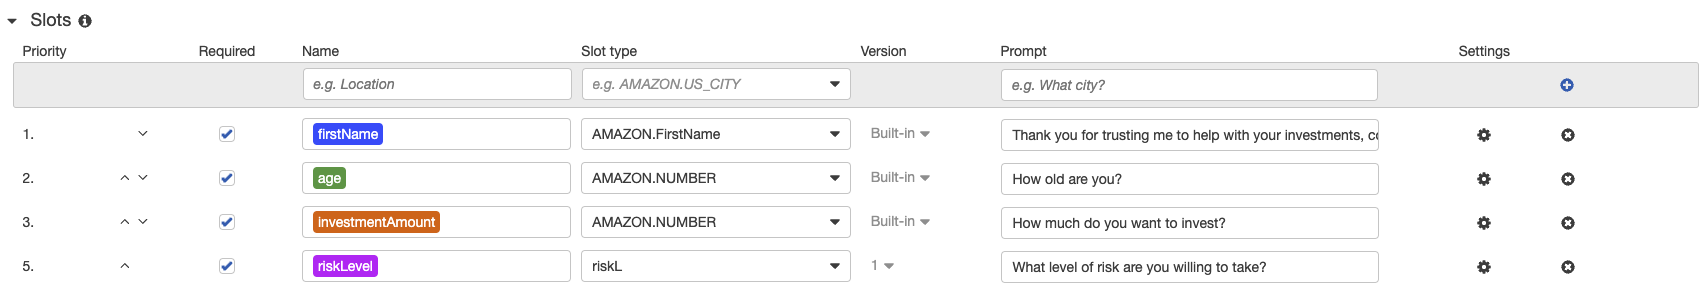 Slots
Priority Required Name Slot type Version Prompt Settings
e.g. Location e.g. AMAZON.US_CITY e.g. What city?
1. firstName AMAZON.FirstName Built-in Thank you for trusting me to help with your investments, co
2. age AMAZON.NUMBER Built-in How old are you?
3. investmentAmount AMAZON.NUMBER Built-in How much do you want to invest?
5. riskLevel riskL 1 What level of risk are you willing to take?